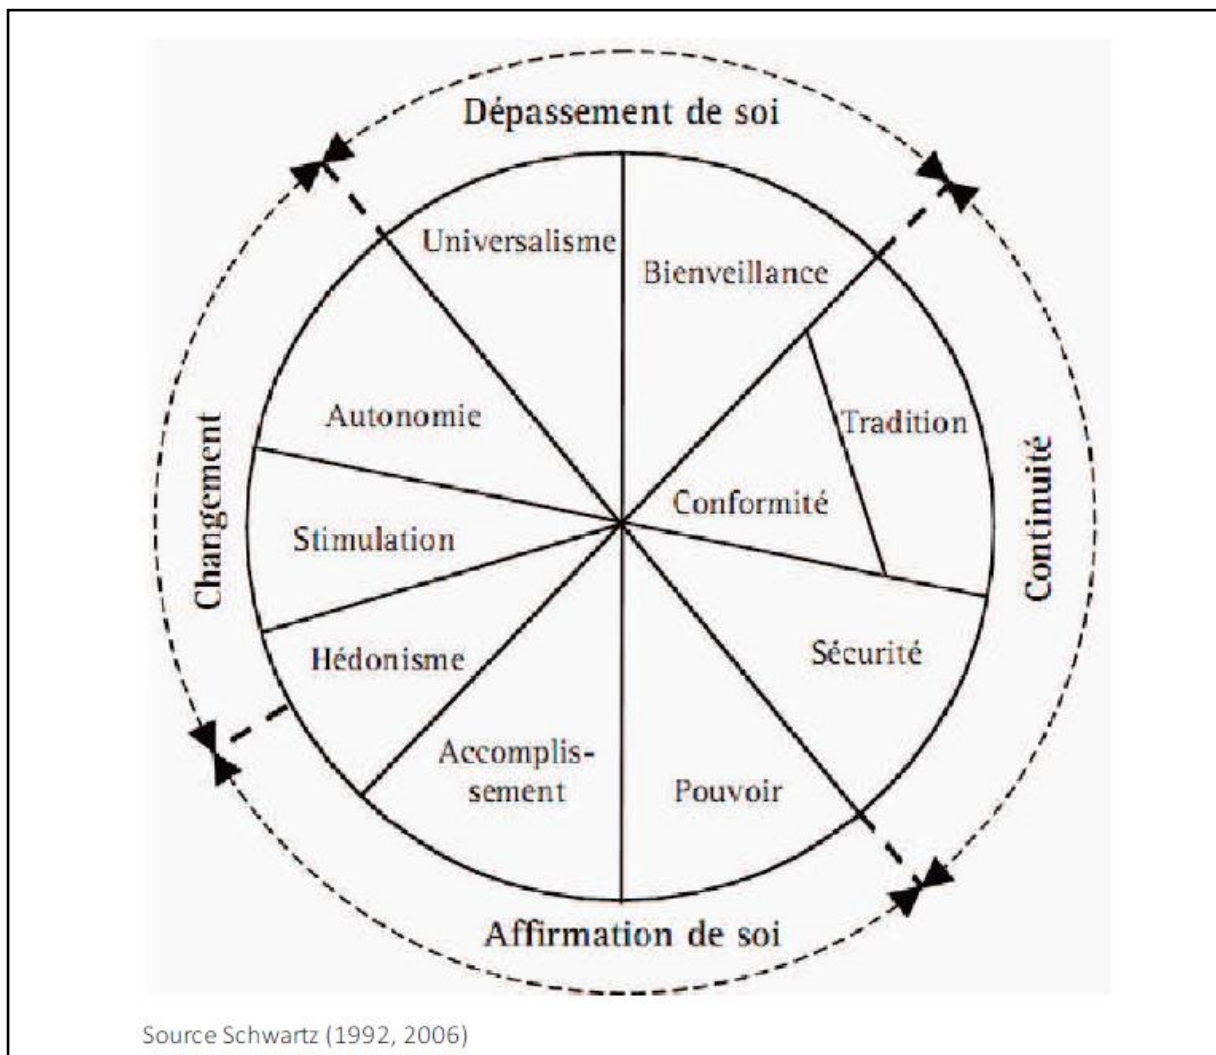 Dépassement de soi
Universalisme
Bienveillance
Autonomie
Tradition
Changement
Continuité
Conformité
Stimulation
Hédonisme
Sécurité
Accomplis-
sement
Pouvoir
Affirmation de soi
Source Schwartz (1992, 2006)